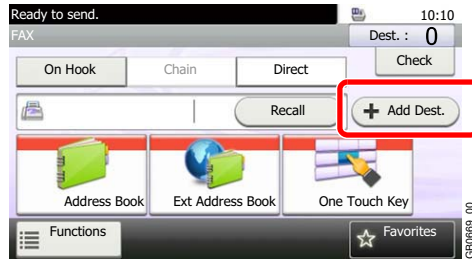 Ready to send. 10:10
FAX Dest. : 0
On Hook Chain Direct Check
Recall + Add Dest.
Address Book Ext Address Book One Touch Key
Functions Favorites
GB0669_00